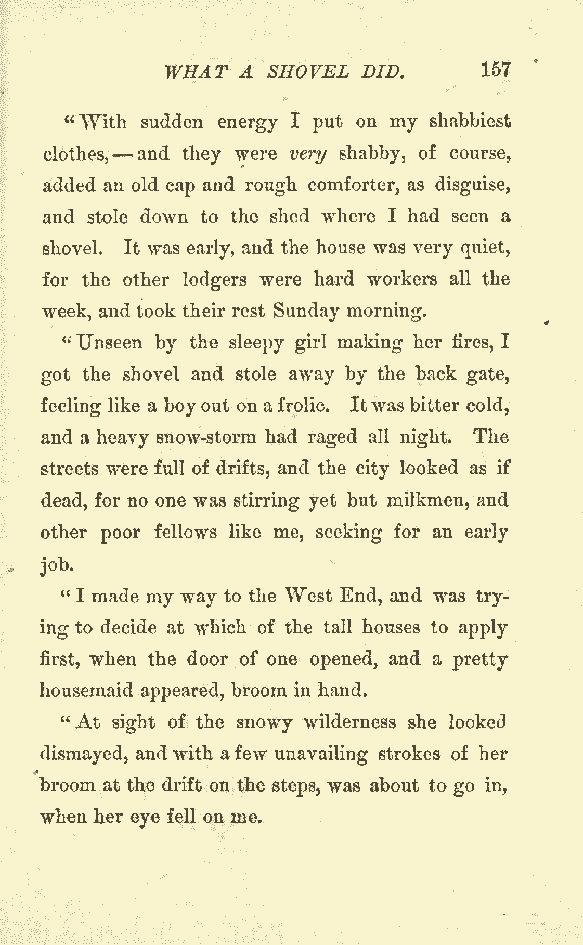 WHAT A SHOVEL DID. 157
“With sudden energy I put on my shabbiest
clothes,—and they were very shabby, of course,
added an old cap and rough comforter, as disguise,
and stole down to the shed where I had seen a
shovel. It was early, and the house was very quiet,
for the other lodgers were hard workers all the
week, and took their rest Sunday morning.
“Unseen by the sleepy girl making her fires, I
got the shovel and stole away by the back gate,
feeling like a boy out on a frolic. It was bitter cold,
and a heavy snow-storm had raged all night. The
streets were full of drifts, and the city looked as if
dead, for no one was stirring yet but milkmen, and
other poor fellows like me, seeking for an early
job.
“I made my way to the West End, and was try-
ing to decide at which of the tall houses to apply
first, when the door of one opened, and a pretty
housemaid appeared, broom in hand.
“At sight of the snowy wilderness she looked
dismayed, and with a few unavailing strokes of her
broom at the drift on the steps, was about to go in,
when her eye fell on me.